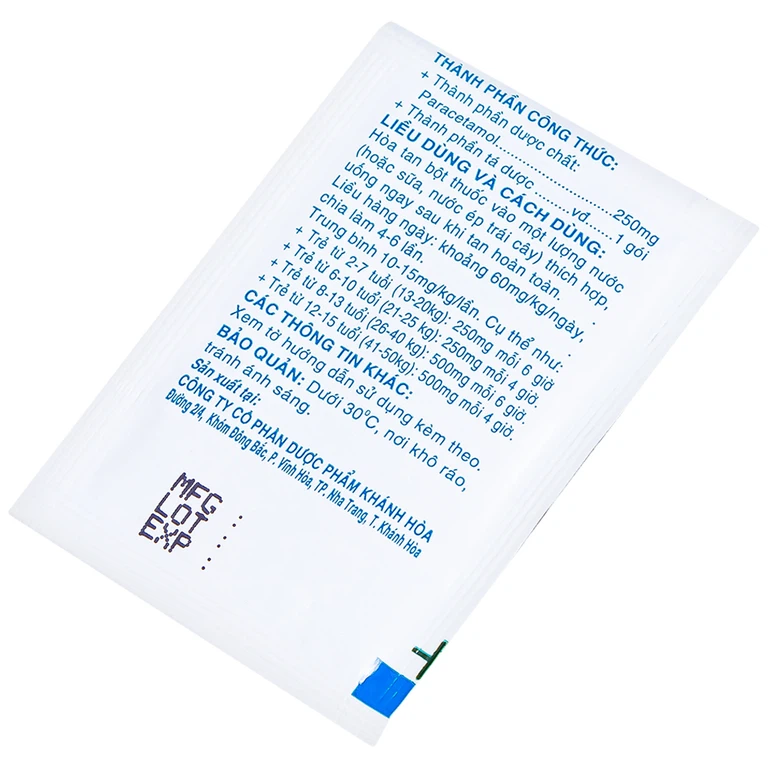 THÀNH PHẦN CÔNG THỨC:
+ Thành phần dược chất:
Paracetamol..............................250mg
+ Thành phần tá dược.........vđ......1 gói
LIỀU DÙNG VÀ CÁCH DÙNG:
Hòa tan bột thuốc vào một lượng nước
(hoặc sữa, nước ép trái cây) thích hợp,
uống ngay sau khi tan hoàn toàn.
Liều hàng ngày: khoảng 60mg/kg/ngày,
chia làm 4-6 lần.
Trung bình 10-15mg/kg/lần. Cụ thể như:
+ Trẻ từ 2-7 tuổi (13-20kg): 250mg mỗi 6 giờ
+ Trẻ từ 6-10 tuổi (21-25 kg): 250mg mỗi 4 giờ.
+ Trẻ từ 8-13 tuổi (26-40 kg): 500mg mỗi 6 giờ.
+ Trẻ từ 12-15 tuổi (41-50kg): 500mg mỗi 4 giờ.
CÁC THÔNG TIN KHÁC:
Xem tờ hướng dẫn sử dụng kèm theo.
BẢO QUẢN: Dưới 30°C, nơi khô ráo,
tránh ánh sáng.
Sản xuất tại:
CÔNG TY CỔ PHẦN DƯỢC PHẨM KHÁNH HÒA
Đường 2/4, Khóm Đông Bắc, P. Vĩnh Hòa, TP. Nha Trang, T. Khánh Hòa
MFG :
LOT :
EXP :